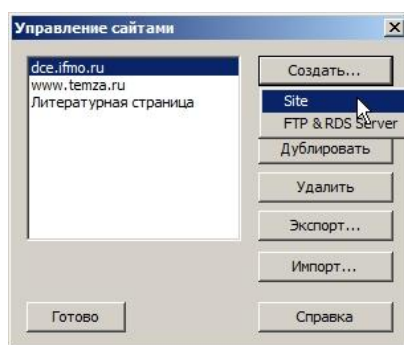 Управление сайтами
dce.ifmo.ru
www.temza.ru
Литературная страница
Создать...
Site
FTP & RDS Server
Дублировать
Удалить
Экспорт...
Импорт...
Готово
Справка